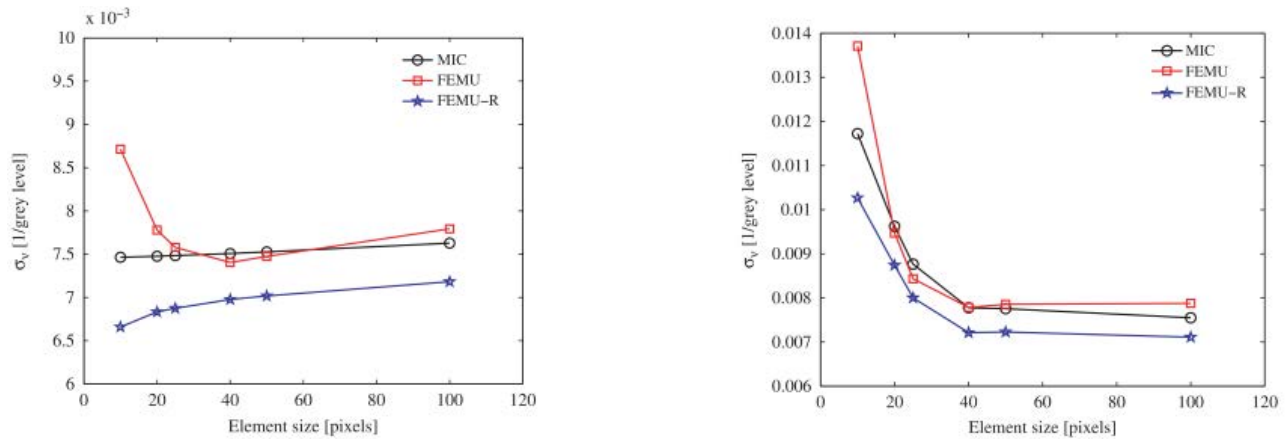 x 10⁻³
10
9.5
9
8.5
8
7.5
7
6.5
6
σᵥ [1/grey level]
0 20 40 60 80 100 120
Element size [pixels]
MIC
FEMU
FEMU-R
0.014
0.013
0.012
0.011
0.01
0.009
0.008
0.007
0.006
σᵥ [1/grey level]
0 20 40 60 80 100 120
Element size [pixels]
MIC
FEMU
FEMU-R